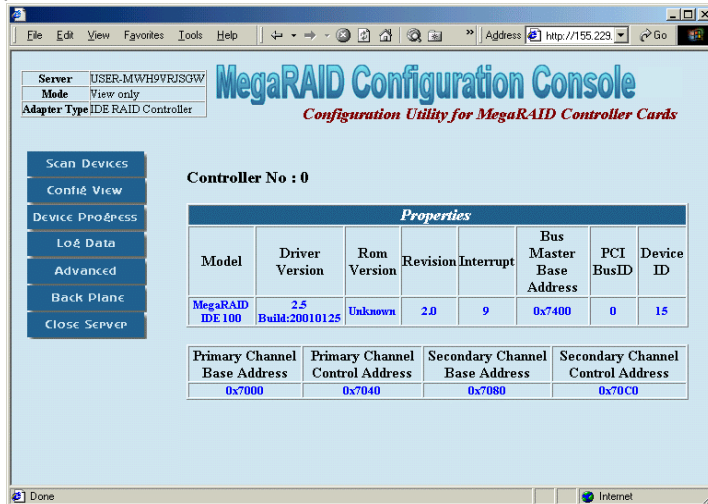 File Edit View Favorites Tools Help » Address http://155.229. Go
Server USER-MWH9VRJSGW
Mode View only
Adapter Type IDE RAID Controller
MegaRAID Configuration Console
Configuration Utility for MegaRAID Controller Cards
Scan Devices
Config View
Device Progress
Log Data
Advanced
Back Plane
Close Server
Controller No : 0
Properties
Model Driver Version Rom Version Revision Interrupt Bus Master Base Address PCI BusID Device ID
MegaRAID IDE 100 2.5 Build:20010125 Unknown 2.0 9 0x7400 0 15
Primary Channel Base Address Primary Channel Control Address Secondary Channel Base Address Secondary Channel Control Address
0x7000 0x7040 0x7080 0x70C0
Done Internet